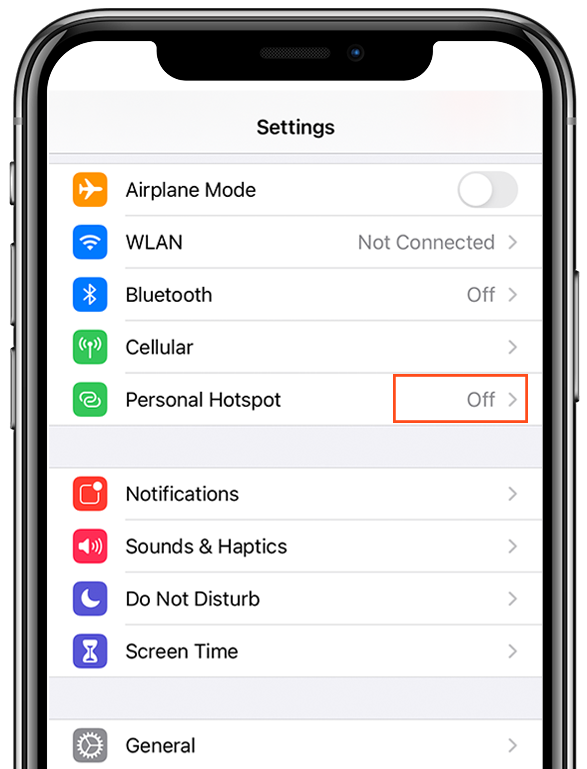 Settings
Airplane Mode
WLAN Not Connected
Bluetooth Off
Cellular
Personal Hotspot Off
Notifications
Sounds & Haptics
Do Not Disturb
Screen Time
General